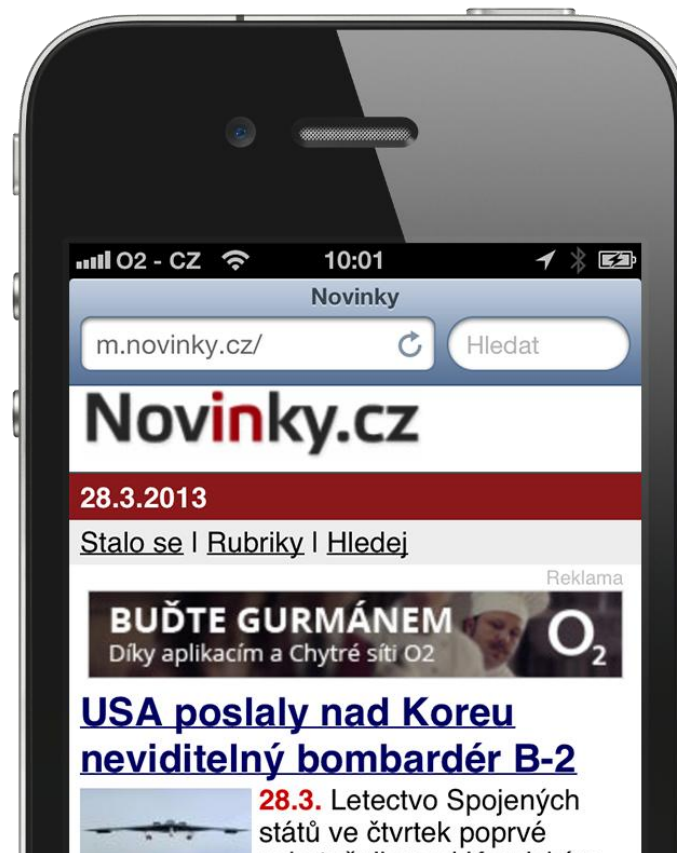 O2 - CZ 10:01
Novinky
m.novinky.cz/ Hledat
Novinky.cz
28.3.2013
Stalo se | Rubriky | Hledej
Reklama
BUĎTE GURMÁNEM
Díky aplikacím a Chytré síti O2
O2
USA poslaly nad Koreu
neviditelný bombardér B-2
28.3. Letectvo Spojených
států ve čtvrtek poprvé